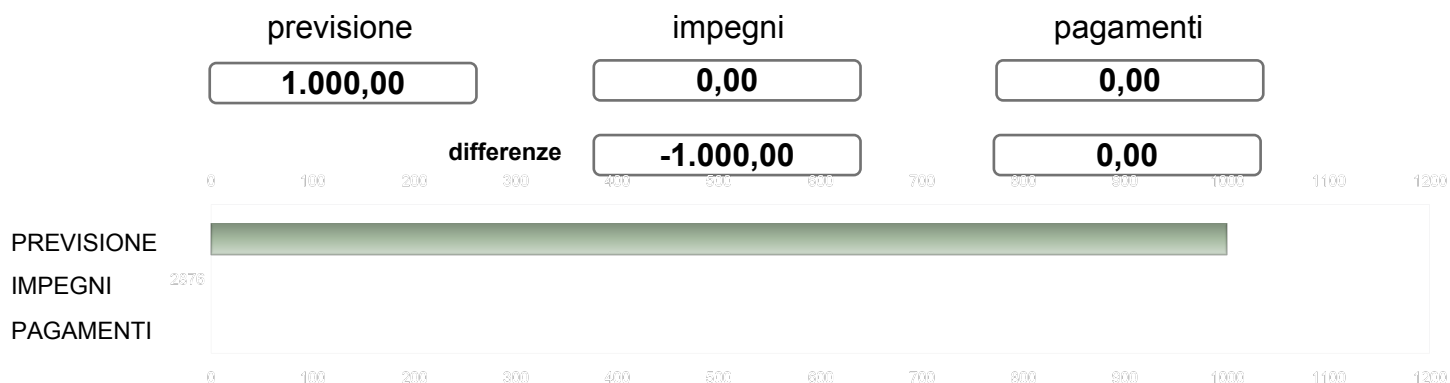 previsione impegni pagamenti
1.000,00 0,00 0,00
differenze -1.000,00 0,00
0 100 200 300 400 500 600 700 800 900 1000 1100 1200
PREVISIONE
IMPEGNI 2876
PAGAMENTI
0 100 200 300 400 500 600 700 800 900 1000 1100 1200